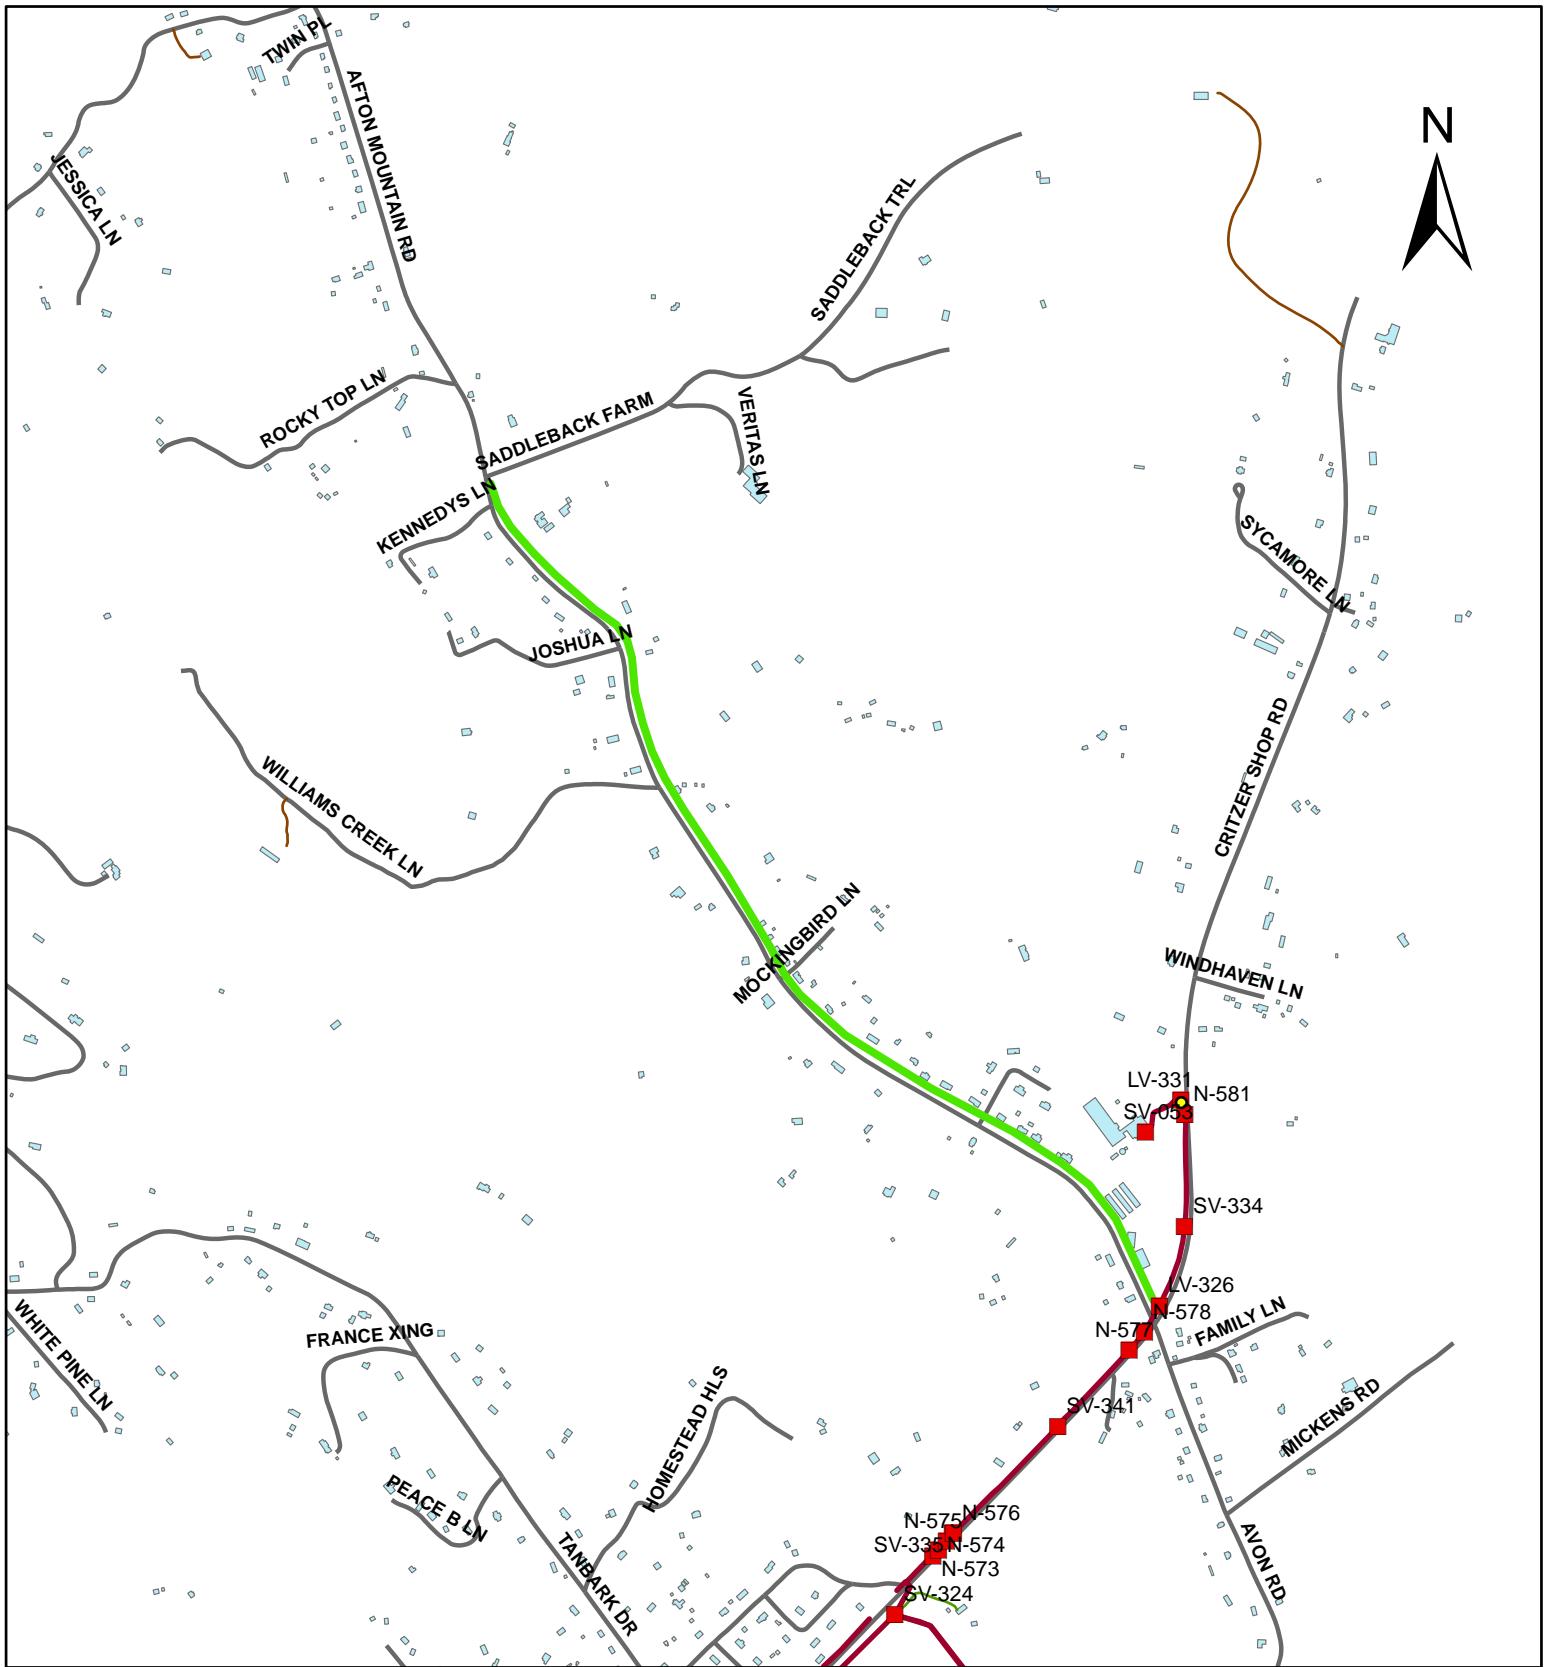 TWIN PL
AFTON MOUNTAIN RD
N
JESSICA LN
SADDLEBACK TRL
ROCKY TOP LN
SADDLEBACK FARM
VERITAS LN
KENNEDYS LN
SYCAMORE LN
JOSHUA LN
CRITZER SHOP RD
WILLIAMS CREEK LN
MOCKINGBIRD LN
WINDHAVEN LN
LV-331
N-581
SV-053
SV-334
LV-326
N-578
N-577
FAMILY LN
WHITE PINE LN
FRANCE XING
HOMESTEAD HLS
SV-341
MICKENS RD
PEACE B LN
N-576
N-575
SV-335
N-574
N-573
TANBARK DR
AVON RD
SV-324